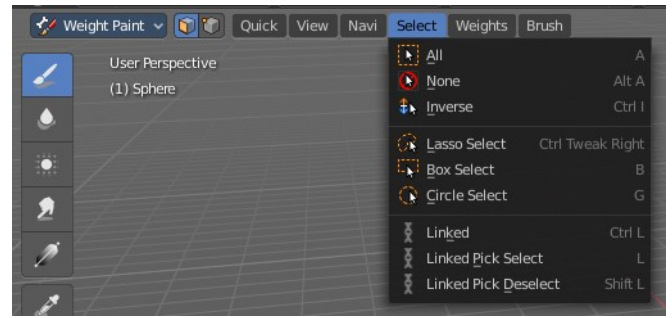 Weight Paint Quick View Navi Select Weights Brush
User Perspective
(1) Sphere
All A
None Alt A
Inverse Ctrl I
Lasso Select Ctrl Tweak Right
Box Select B
Circle Select G
Linked Ctrl L
Linked Pick Select L
Linked Pick Deselect Shift L